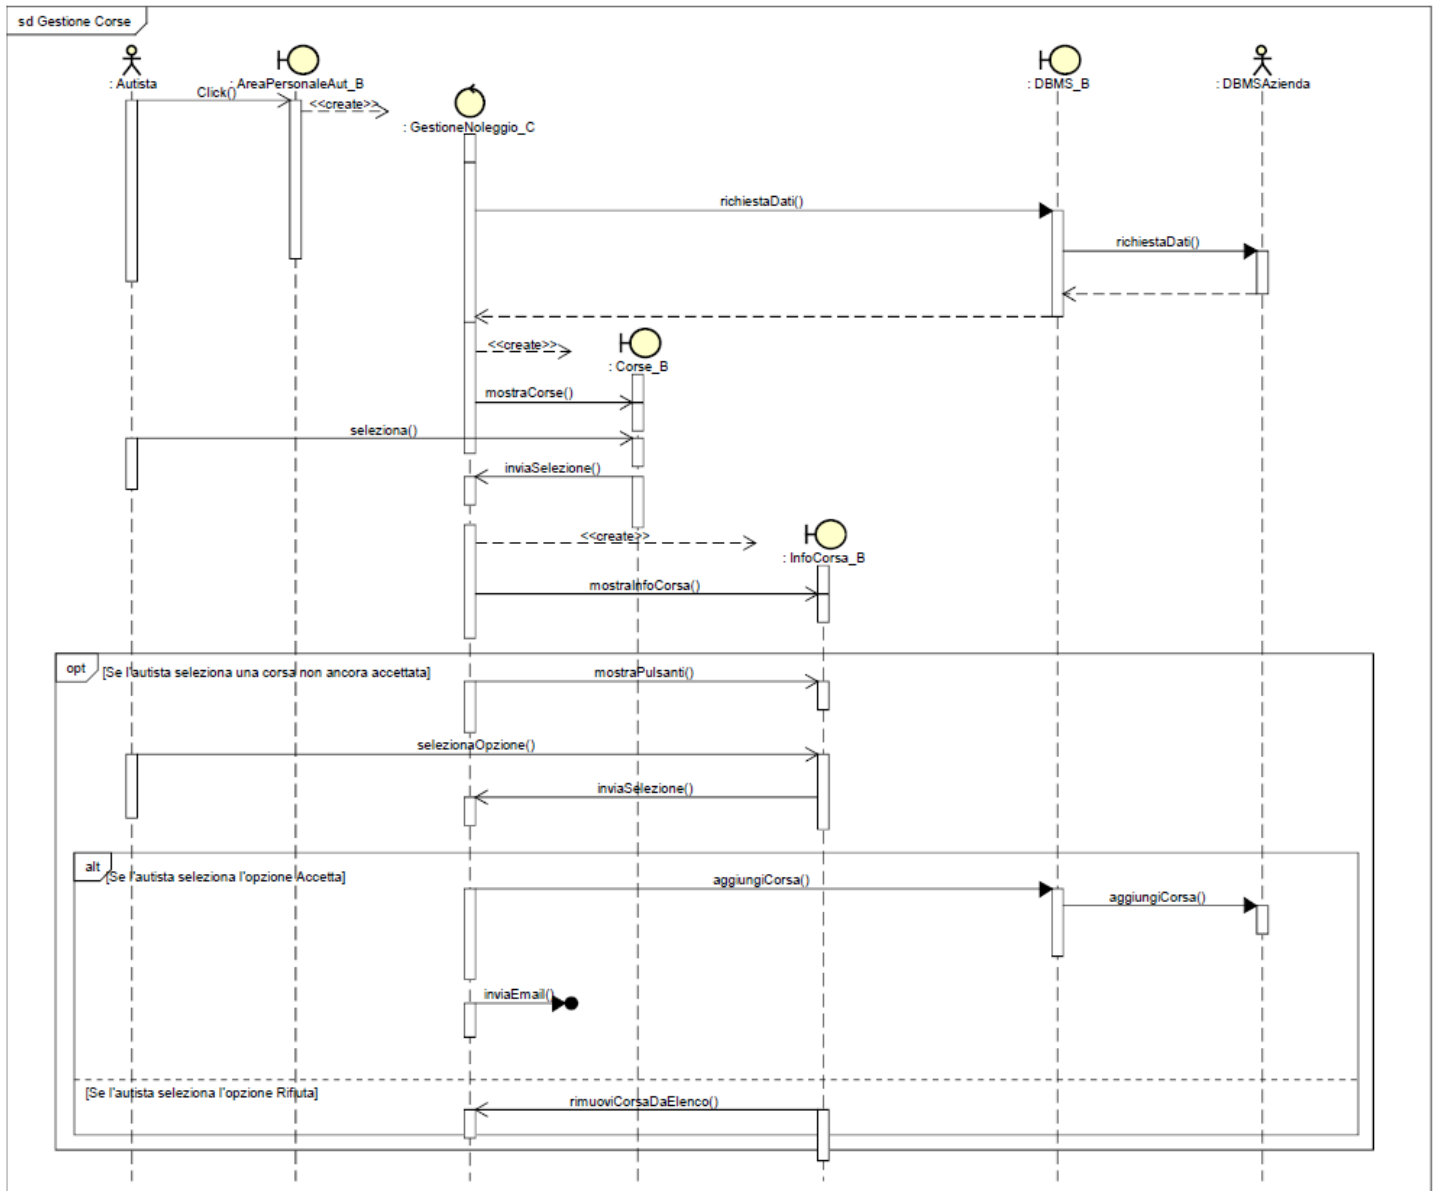 sd Gestione Corse
: Autista
: AreaPersonaleAut_B
: DBMS_B
: DBMSAzienda
Click()
<<create>>
: GestioneNoleggio_C
richiestaDati()
richiestaDati()
<<create>>
: Corse_B
mostraCorse()
seleziona()
inviaSelezione()
<<create>>
: InfoCorsa_B
mostraInfoCorsa()
opt
[Se l'autista seleziona una corsa non ancora accettata]
mostraPulsanti()
selezionaOpzione()
inviaSelezione()
alt
[Se l'autista seleziona l'opzione Accetta]
aggiungiCorsa()
aggiungiCorsa()
inviaEmail()
[Se l'autista seleziona l'opzione Rifiuta]
rimuoviCorsaDaElenco()